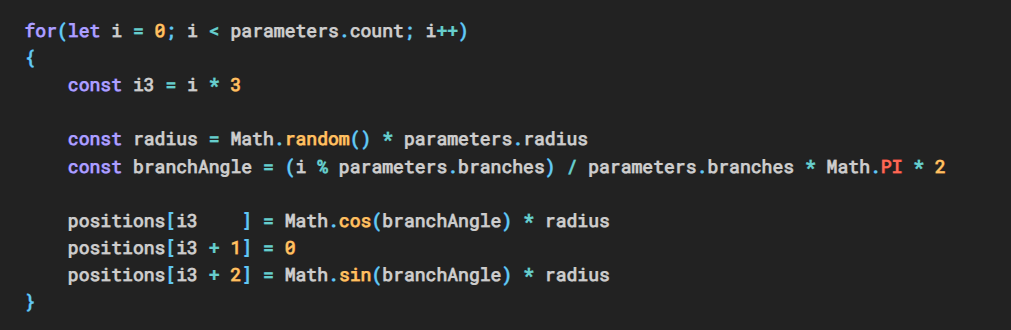 for(let i = 0; i < parameters.count; i++)
{
    const i3 = i * 3

    const radius = Math.random() * parameters.radius
    const branchAngle = (i % parameters.branches) / parameters.branches * Math.PI * 2

    positions[i3    ] = Math.cos(branchAngle) * radius
    positions[i3 + 1] = 0
    positions[i3 + 2] = Math.sin(branchAngle) * radius
}